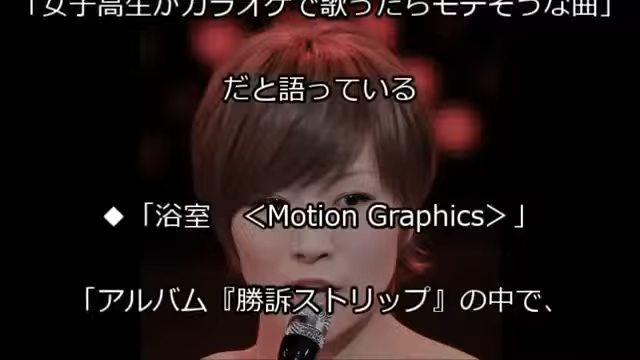 「女子高生がカラオケで歌ったらモテそうな曲」
だと語っている
◆「浴室　＜Motion Graphics＞」
「アルバム『勝訴ストリップ』の中で、